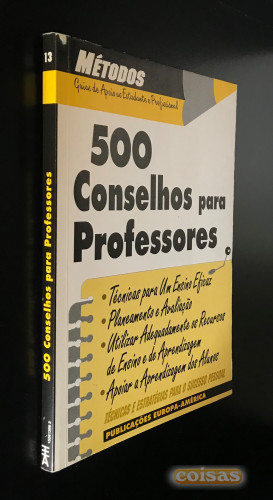 MÉTODOS
Guias de Apoio ao Estudante e Profissional
500
Conselhos para
Professores
• Técnicas para Um Ensino Eficaz
• Planeamento e Avaliação
• Utilizar Adequadamente os Recursos
de Ensino e de Aprendizagem
• Apoiar a Aprendizagem dos Alunos
TÉCNICAS E ESTRATÉGIAS PARA O SUCESSO PESSOAL
PUBLICAÇÕES EUROPA-AMÉRICA
13
500 Conselhos para Professores
coisas